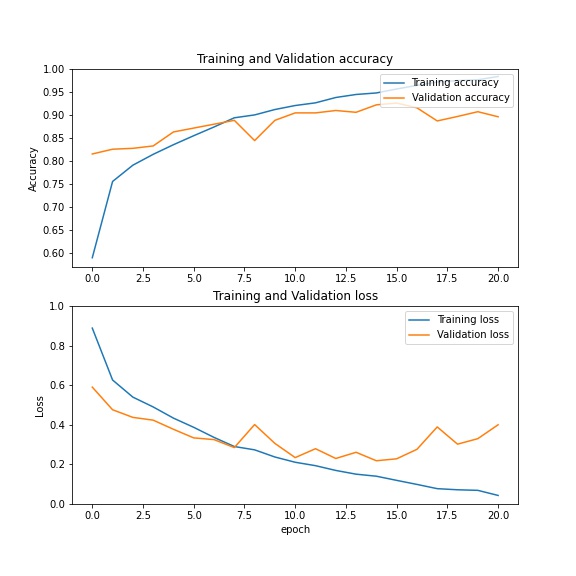 Training and Validation accuracy
1.00
0.95
0.90
0.85
0.80
0.75
0.70
0.65
0.60
Accuracy
Training accuracy
Validation accuracy
0.0 2.5 5.0 7.5 10.0 12.5 15.0 17.5 20.0
Training and Validation loss
1.0
0.8
0.6
0.4
0.2
0.0
Loss
Training loss
Validation loss
0.0 2.5 5.0 7.5 10.0 12.5 15.0 17.5 20.0
epoch